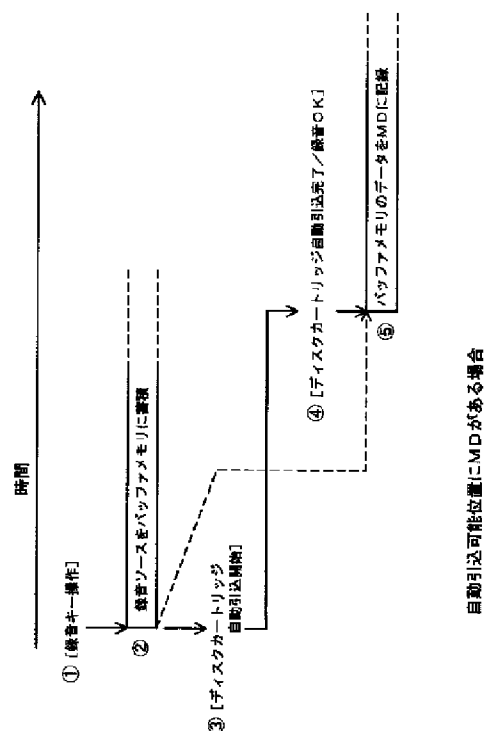 時間
① [録音キー操作]
② 録音ソースをバッファメモリに蓄積
③ [ディスクカートリッジ
自動引込開始]
④ [ディスクカートリッジ自動引込完了/録音OK]
⑤ バッファメモリのデータをMDに記録
自動引込可能位置にMDがある場合